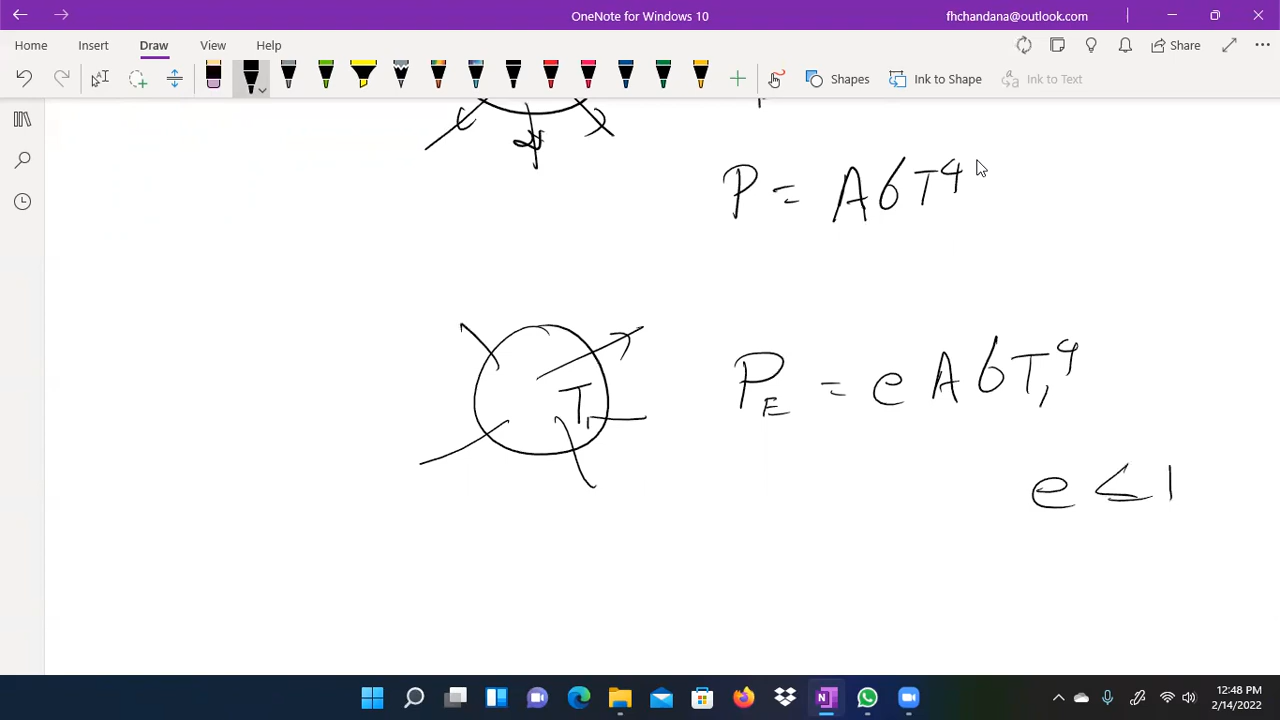 OneNote for Windows 10
fhchandana@outlook.com
Home Insert Draw View Help
Share
Shapes Ink to Shape Ink to Text
P = AσT⁴
T₁
P_E = eAσT₁⁴
e ≤ 1
12:48 PM
2/14/2022